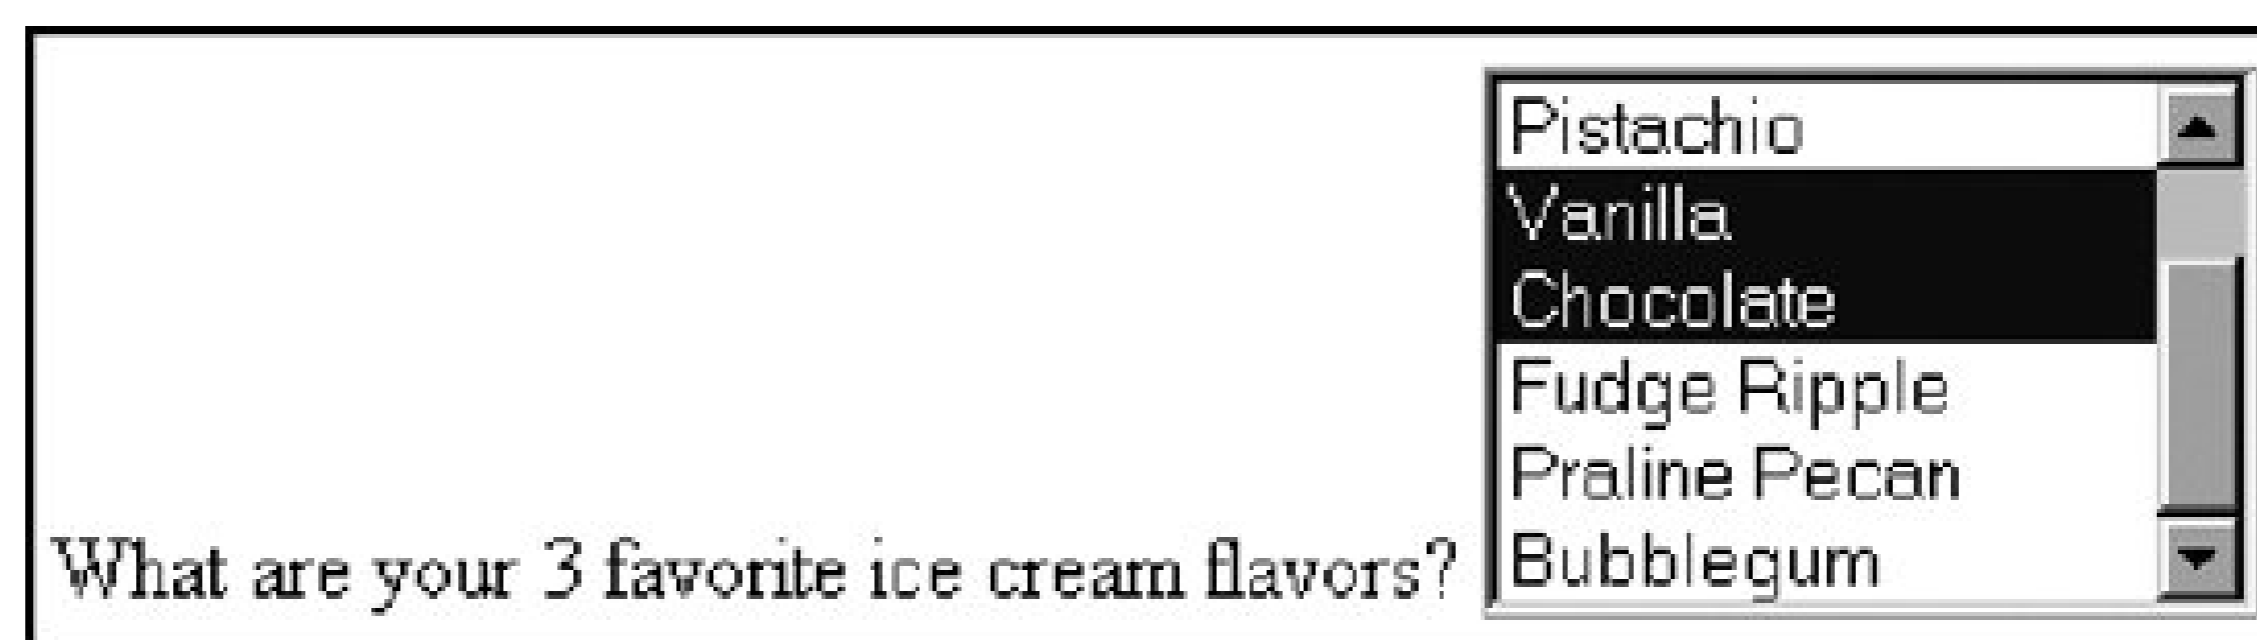 Pistachio
Vanilla
Chocolate
Fudge Ripple
Praline Pecan
What are your 3 favorite ice cream flavors? Bubblegum